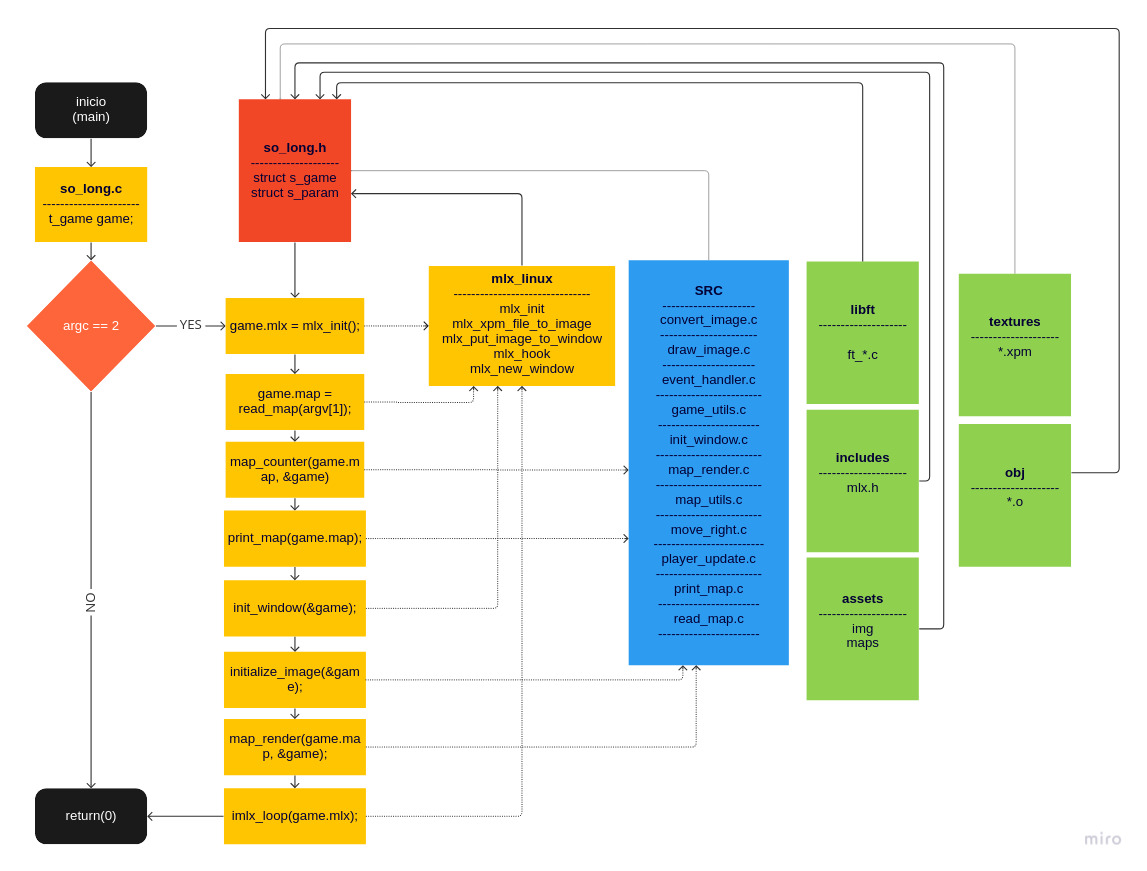 inicio
(main)
so_long.c
----------------------
t_game game;
argc == 2
YES
NO
return(0)
so_long.h
--------------------
struct s_game
struct s_param
game.mlx = mlx_init();
game.map =
read_map(argv[1]);
map_counter(game.m
ap, &game)
print_map(game.map);
init_window(&game);
initialize_image(&gam
e);
map_render(game.ma
p, &game);
imlx_loop(game.mlx);
mlx_linux
-------------------------------
mlx_init
mlx_xpm_file_to_image
mlx_put_image_to_window
mlx_hook
mlx_new_window
SRC
---------------------
convert_image.c
----------------------
draw_image.c
---------------------
event_handler.c
------------------------
game_utils.c
-----------------------
init_window.c
------------------------
map_render.c
-----------------------
map_utils.c
------------------------
move_right.c
-------------------------
player_update.c
------------------------
print_map.c
-----------------------
read_map.c
-----------------------
libft
--------------------
ft_*.c
includes
--------------------
mlx.h
assets
--------------------
img
maps
textures
--------------------
*.xpm
obj
--------------------
*.o
miro